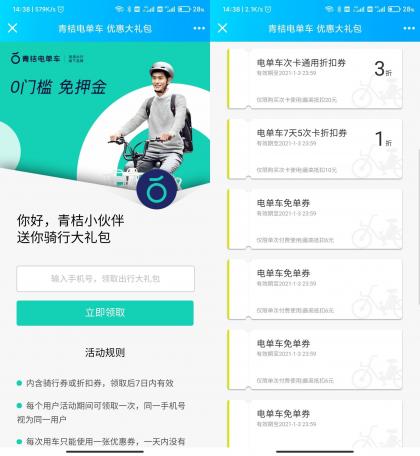 14:38 | 579K/s
28%
青桔电单车 优惠大礼包
青桔电单车
0门槛 免押金
你好，青桔小伙伴
送你骑行大礼包
输入手机号，领取出行大礼包
立即领取
活动规则
内含骑行券或折扣券，领取后7日内有效
每个用户活动期间可领取一次，同一手机号
视为同一用户
每次用车只能使用一张优惠券，一天内没有
14:38 | 2.1K/s
28%
青桔电单车 优惠大礼包
电单车次卡通用折扣券
3折
有效期至2021-1-3 23:59
仅限购买次卡使用|最高抵扣20元
电单车7天5次卡折扣券
1折
有效期至2021-1-3 23:59
仅限购买次卡使用|最高抵扣10元
电单车免单券
有效期至2021-1-3 23:59
仅限单次付费使用|最高抵扣6元
电单车免单券
有效期至2021-1-3 23:59
仅限单次付费使用|最高抵扣6元
电单车免单券
有效期至2021-1-3 23:59
仅限单次付费使用|最高抵扣6元
电单车免单券
有效期至2021-1-3 23:59